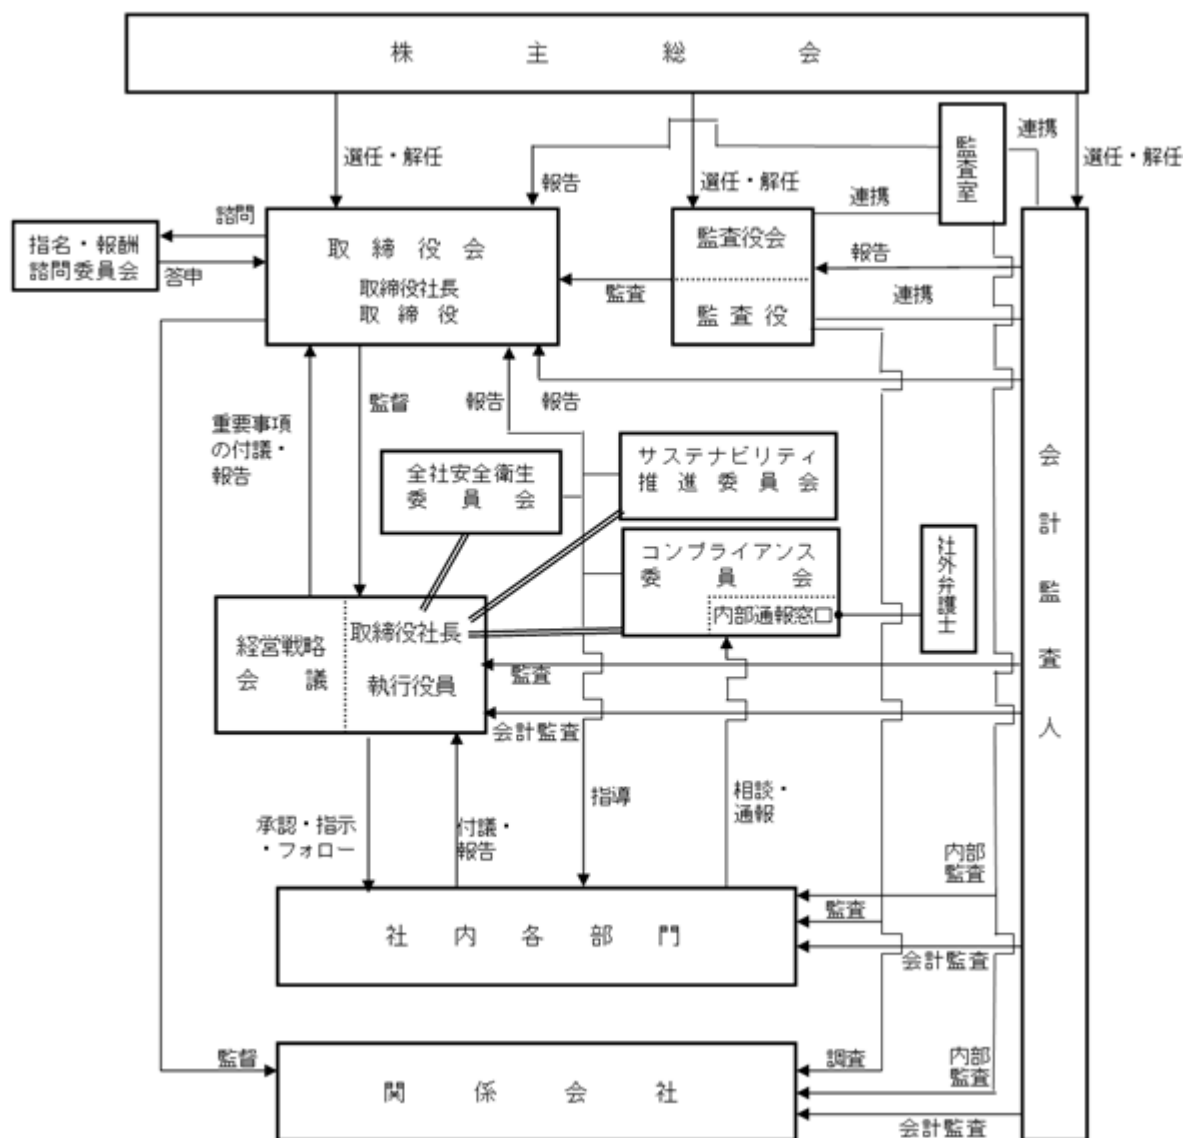 株主総会
選任・解任
選任・解任
選任・解任
監査室
連携
報告
連携
諮問
指名・報酬
諮問委員会
答申
取締役会
取締役社長
取締役
監査
監査役会
監査役
報告
連携
会計監査人
監督
報告
報告
重要事項
の付議・
報告
全社安全衛生
委員会
サステナビリティ
推進委員会
コンプライアンス
委員会
内部通報窓口
社外弁護士
経営戦略
会議
取締役社長
執行役員
監査
会計監査
承認・指示
・フォロー
付議・
報告
指導
相談・
通報
内部
監査
社内各部門
監査
会計監査
監督
関係会社
調査
内部
監査
会計監査